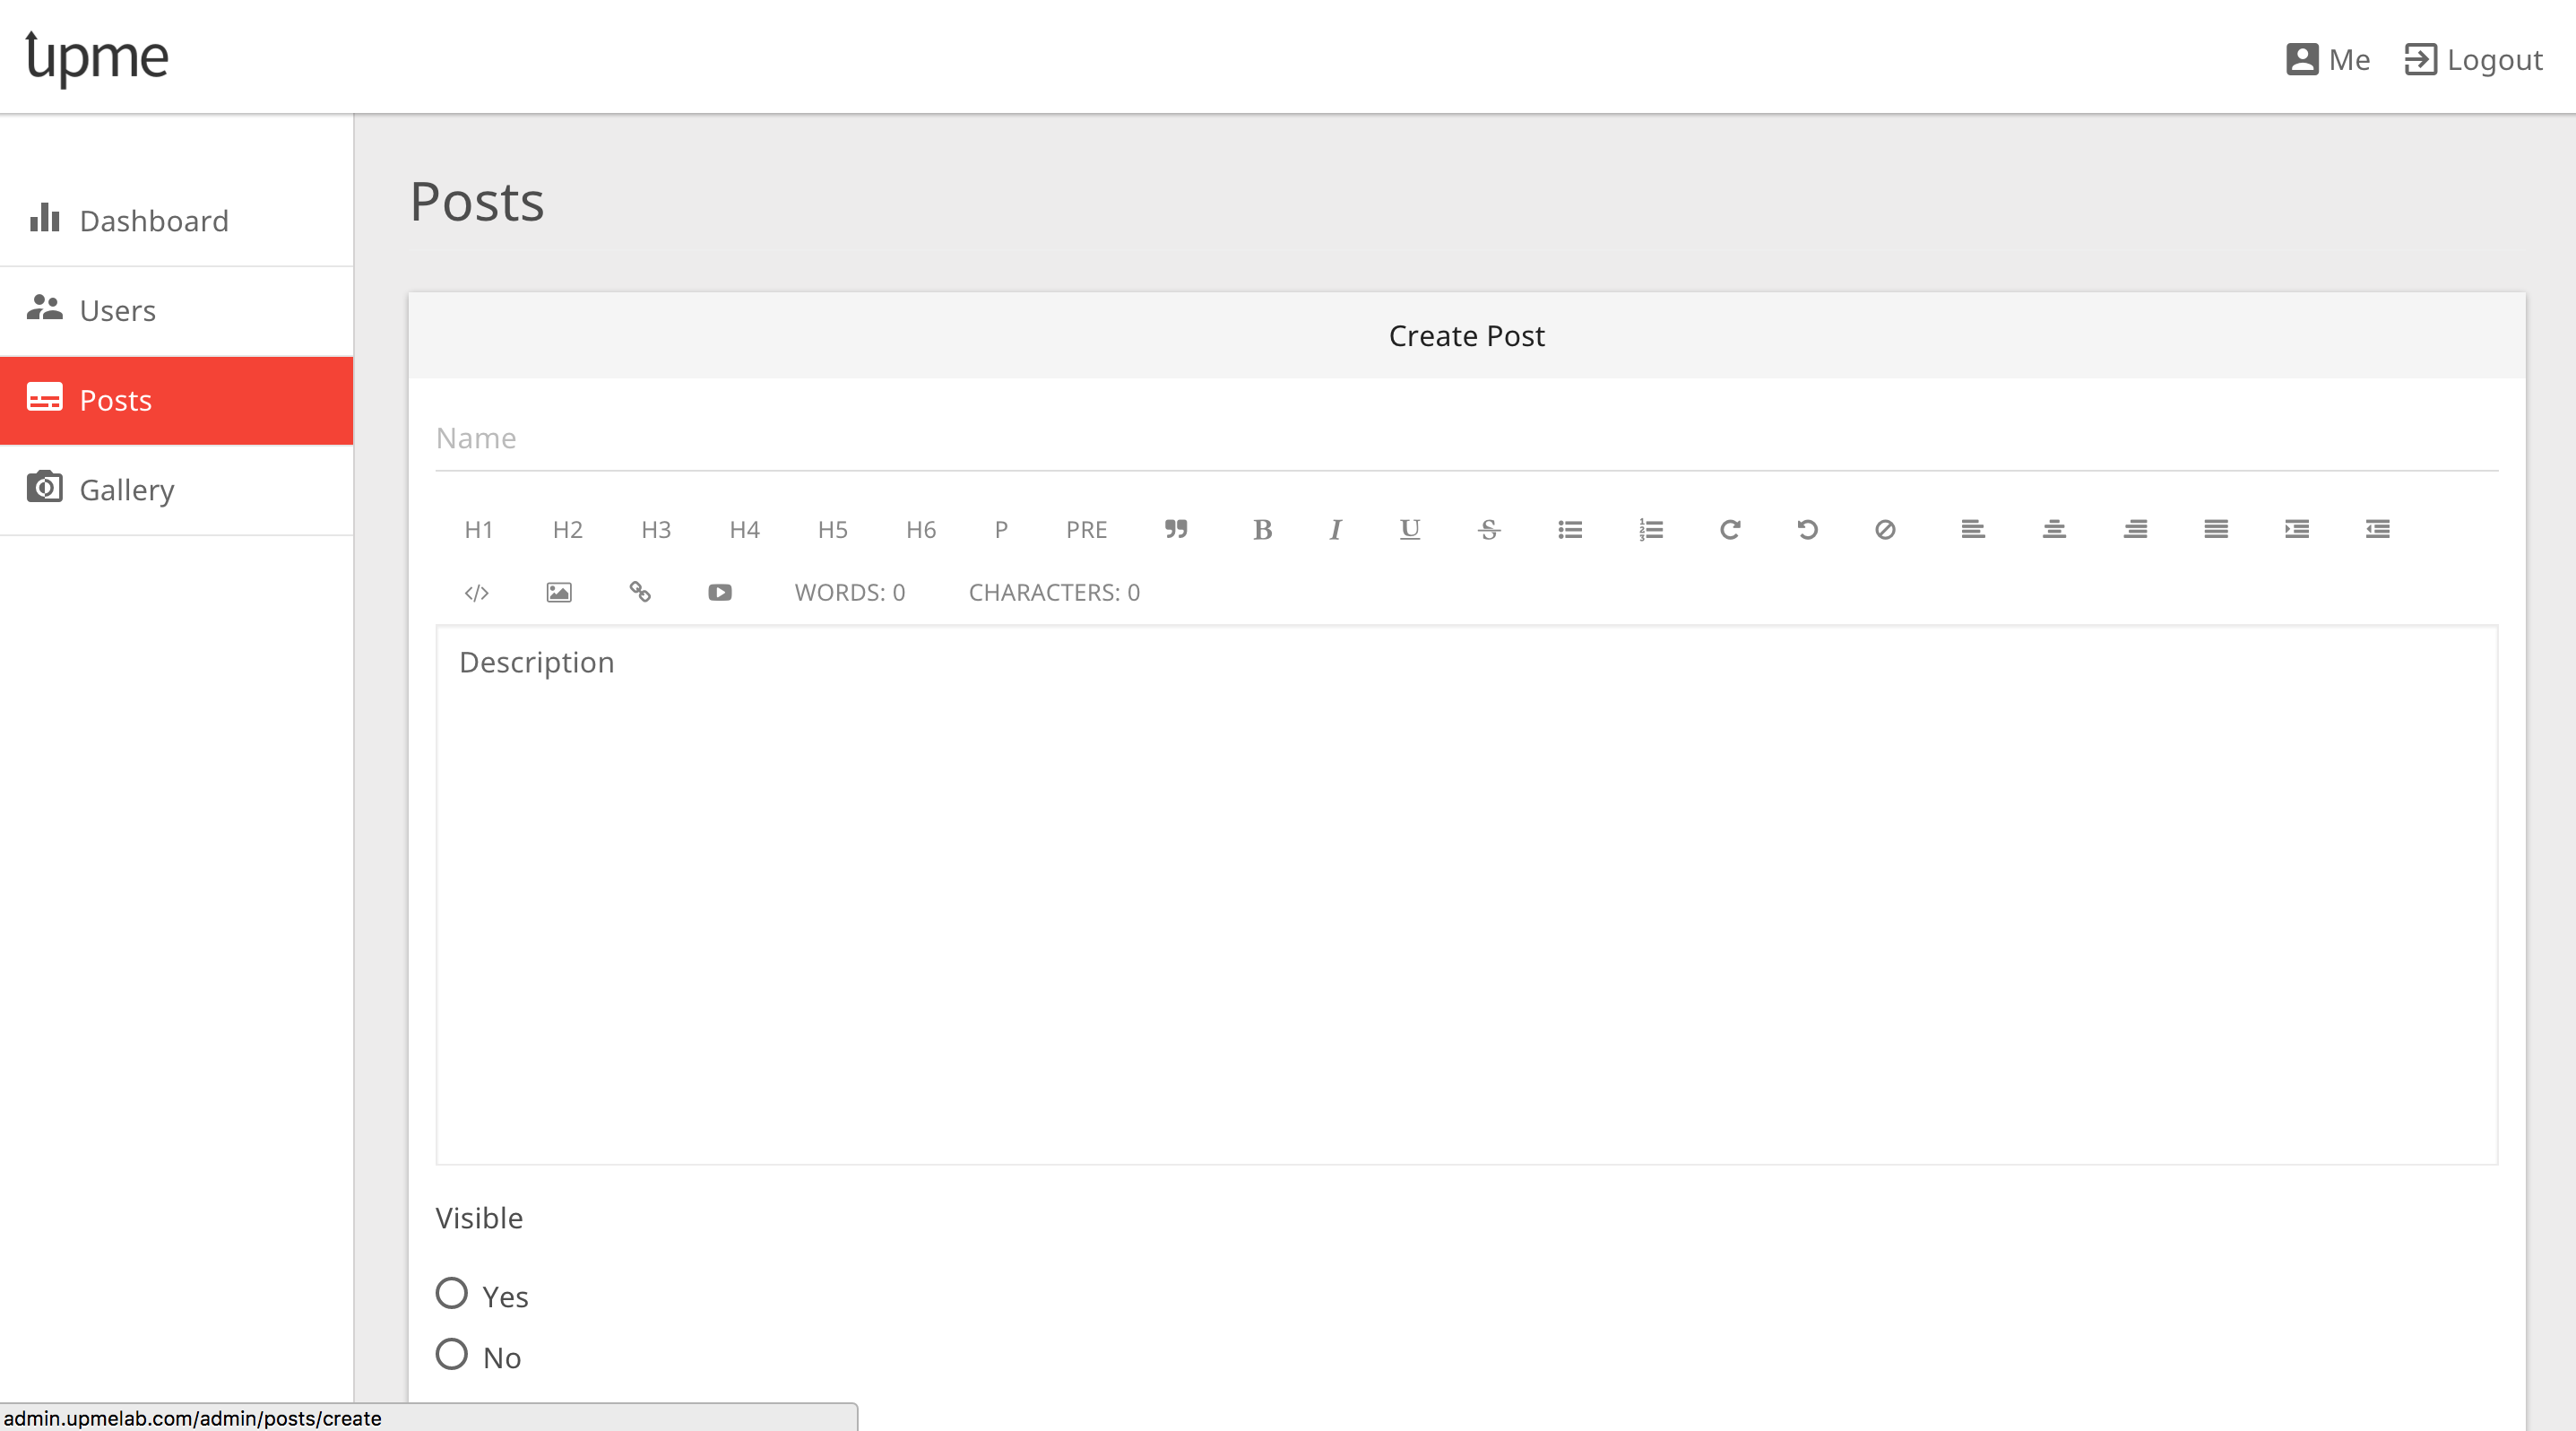 upme
Me Logout
Dashboard
Users
Posts
Gallery
Posts
Create Post
Name
H1 H2 H3 H4 H5 H6 P PRE B I U S
WORDS: 0 CHARACTERS: 0
Description
Visible
Yes
No
admin.upmelab.com/admin/posts/create